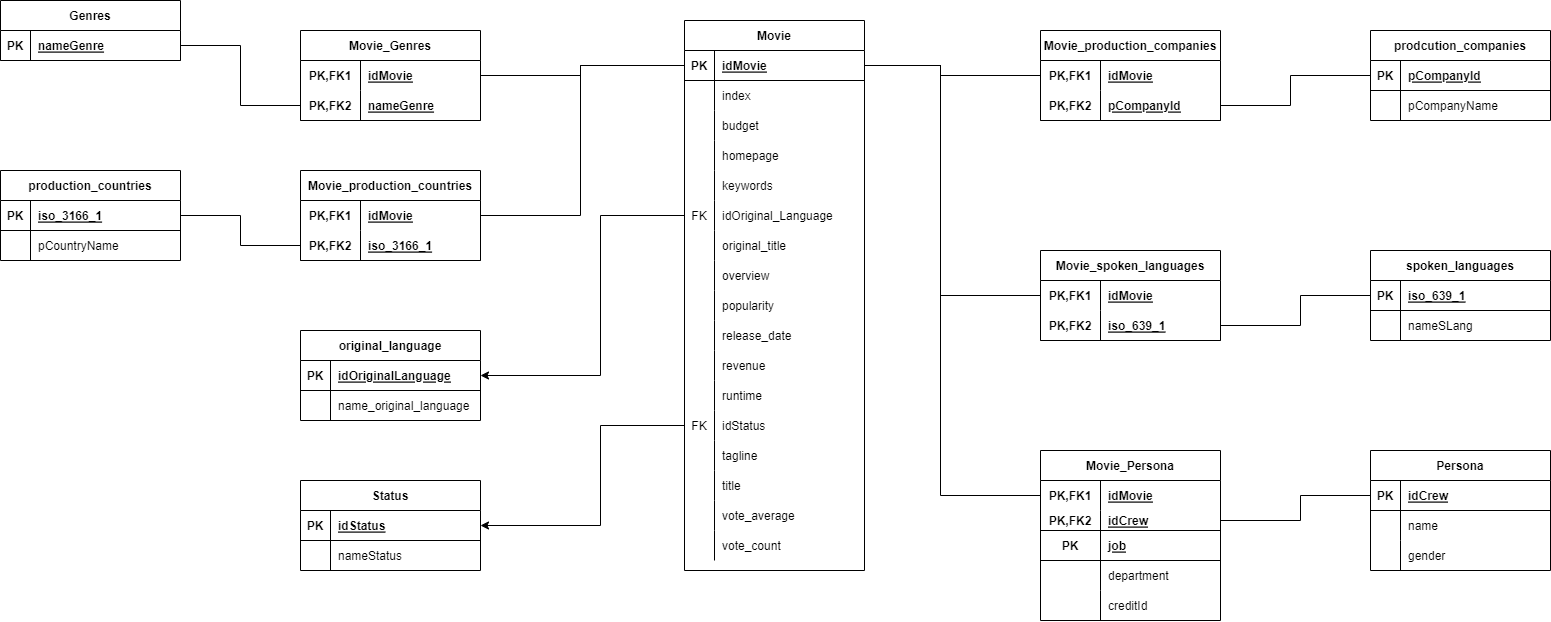 Genres
PK nameGenre
Movie_Genres
PK,FK1 idMovie
PK,FK2 nameGenre
production_countries
PK iso_3166_1
pCountryName
Movie_production_countries
PK,FK1 idMovie
PK,FK2 iso_3166_1
original_language
PK idOriginalLanguage
name_original_language
Status
PK idStatus
nameStatus
Movie
PK idMovie
index
budget
homepage
keywords
FK idOriginal_Language
original_title
overview
popularity
release_date
revenue
runtime
FK idStatus
tagline
title
vote_average
vote_count
Movie_production_companies
PK,FK1 idMovie
PK,FK2 pCompanyId
prodcution_companies
PK pCompanyId
pCompanyName
Movie_spoken_languages
PK,FK1 idMovie
PK,FK2 iso_639_1
spoken_languages
PK iso_639_1
nameSLang
Movie_Persona
PK,FK1 idMovie
PK,FK2 idCrew
PK job
department
creditId
Persona
PK idCrew
name
gender